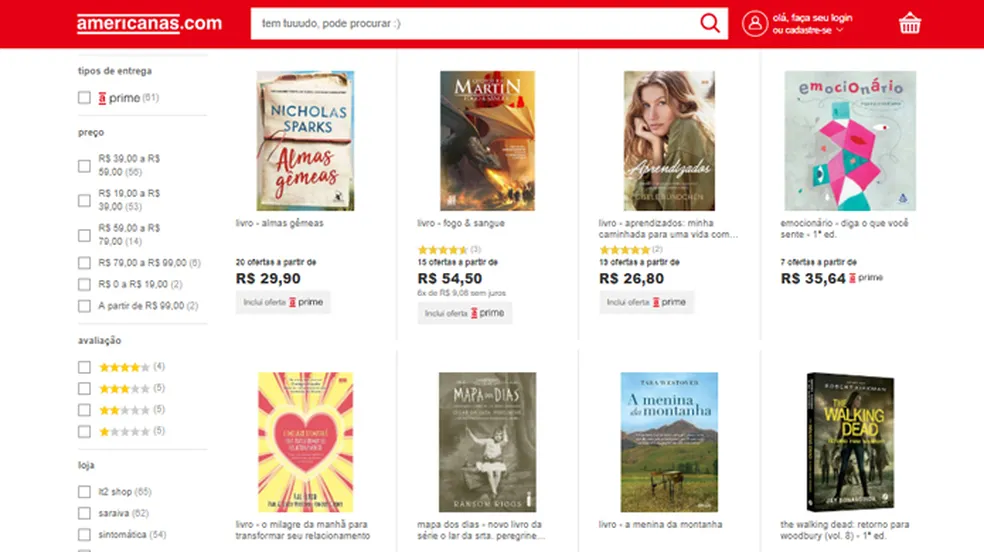 americanas.com
tem tuuudo, pode procurar :)
olá, faça seu login
ou cadastre-se
tipos de entrega
prime (61)
preço
R$ 39,00 a R$
59,00 (56)
R$ 19,00 a R$
39,00 (53)
R$ 59,00 a R$
79,00 (14)
R$ 79,00 a R$ 99,00 (6)
R$ 0 a R$ 19,00 (2)
A partir de R$ 99,00 (2)
avaliação
(4)
(5)
(5)
(5)
loja
lt2 shop (65)
saraiva (62)
sintomática (54)
NICHOLAS
SPARKS
Almas
gêmeas
livro - almas gêmeas
20 ofertas a partir de
R$ 29,90
Inclui oferta prime
MARTIN
FOGO & SANGUE
livro - fogo & sangue
(3)
15 ofertas a partir de
R$ 54,50
6x de R$ 9,08 sem juros
Inclui oferta prime
Aprendizados
GISELE BÜNDCHEN
livro - aprendizados: minha
caminhada para uma vida com...
(2)
19 ofertas a partir de
R$ 26,80
Inclui oferta prime
emocionário
emocionário - diga o que você
sente - 1ª ed.
7 ofertas a partir de
R$ 35,64 prime
livro - o milagre da manhã para
transformar seu relacionamento
MAPA DOS DIAS
RANSOM RIGGS
mapa dos dias - novo livro da
série o lar da srta. peregrine...
TARA WESTOVER
A menina
da montanha
livro - a menina da montanha
ROBERT KIRKMAN
THE
WALKING
DEAD
JAY BONANSINGA
the walking dead: retorno para
woodbury (vol. 8) - 1ª ed.